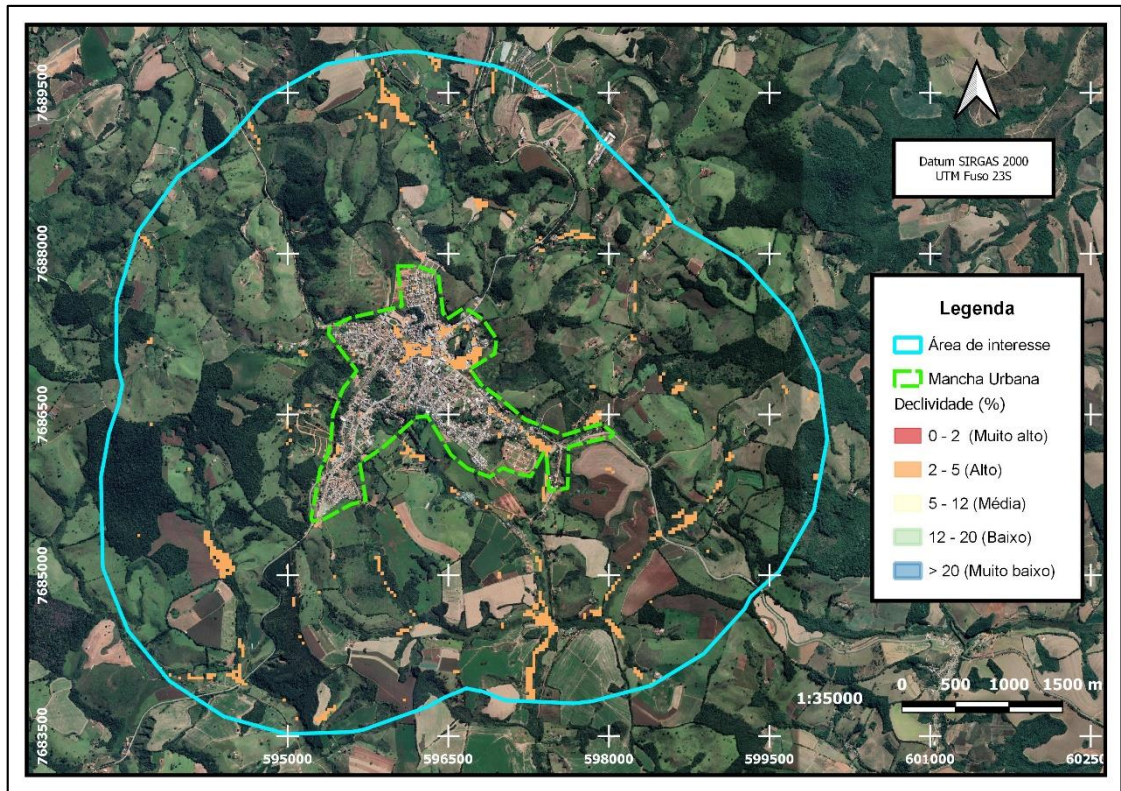 7689500
7688000
7686500
7685000
7683500
Datum SIRGAS 2000
UTM Fuso 23S
Legenda
Área de interesse
Mancha Urbana
Declividade (%)
0 - 2 (Muito alto)
2 - 5 (Alto)
5 - 12 (Média)
12 - 20 (Baixo)
> 20 (Muito baixo)
1:35000
0 500 1000 1500 m
595000 596500 598000 599500 601000 60250